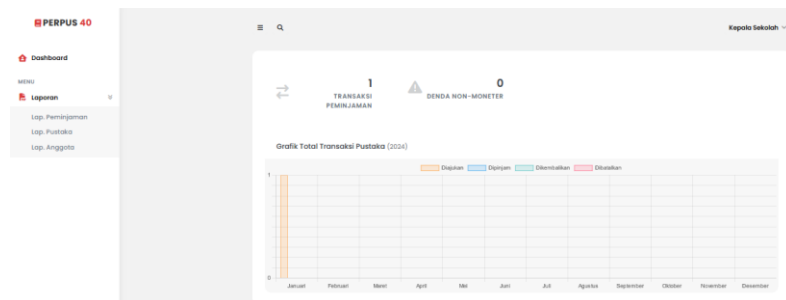 PERPUS 40
Kepala Sekolah
Dashboard
MENU
Laporan
Lap. Peminjaman
Lap. Pustaka
Lap. Anggota
1
TRANSAKSI
PEMINJAMAN
0
DENDA NON-MONETER
Grafik Total Transaksi Pustaka (2024)
Diajukan Dipinjam Dikembalikan Dibatalkan
1
0
Januari Februari Maret April Mei Juni Juli Agustus September Oktober November Desember